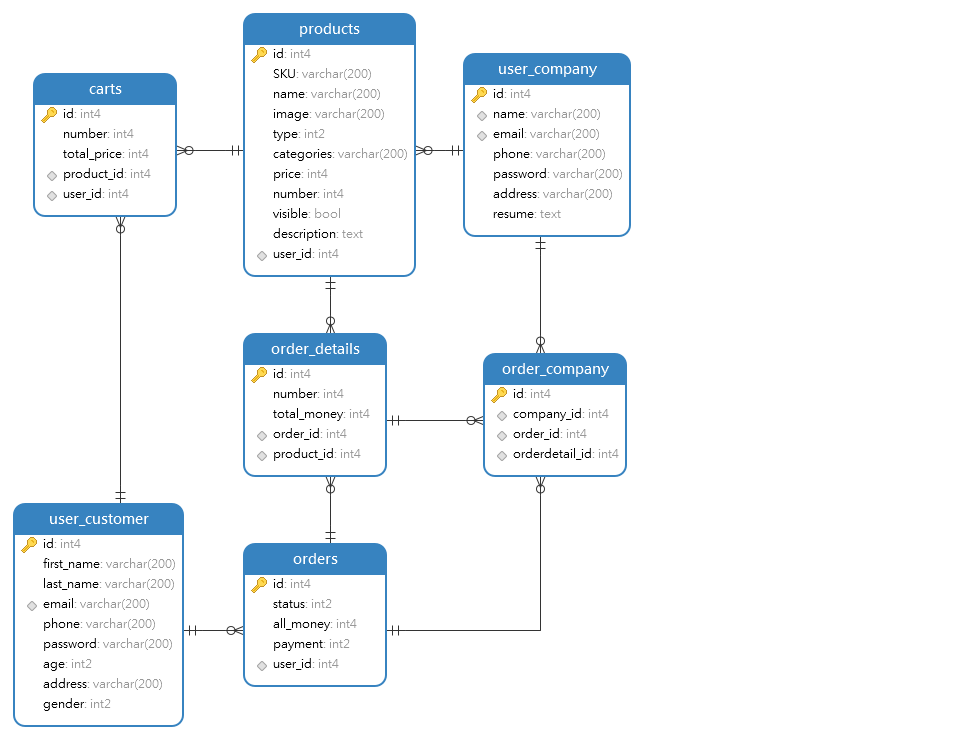 products
id: int4
SKU: varchar(200)
name: varchar(200)
image: varchar(200)
type: int2
categories: varchar(200)
price: int4
number: int4
visible: bool
description: text
user_id: int4
user_company
id: int4
name: varchar(200)
email: varchar(200)
phone: varchar(200)
password: varchar(200)
address: varchar(200)
resume: text
carts
id: int4
number: int4
total_price: int4
product_id: int4
user_id: int4
order_details
id: int4
number: int4
total_money: int4
order_id: int4
product_id: int4
order_company
id: int4
company_id: int4
order_id: int4
orderdetail_id: int4
user_customer
id: int4
first_name: varchar(200)
last_name: varchar(200)
email: varchar(200)
phone: varchar(200)
password: varchar(200)
age: int2
address: varchar(200)
gender: int2
orders
id: int4
status: int2
all_money: int4
payment: int2
user_id: int4